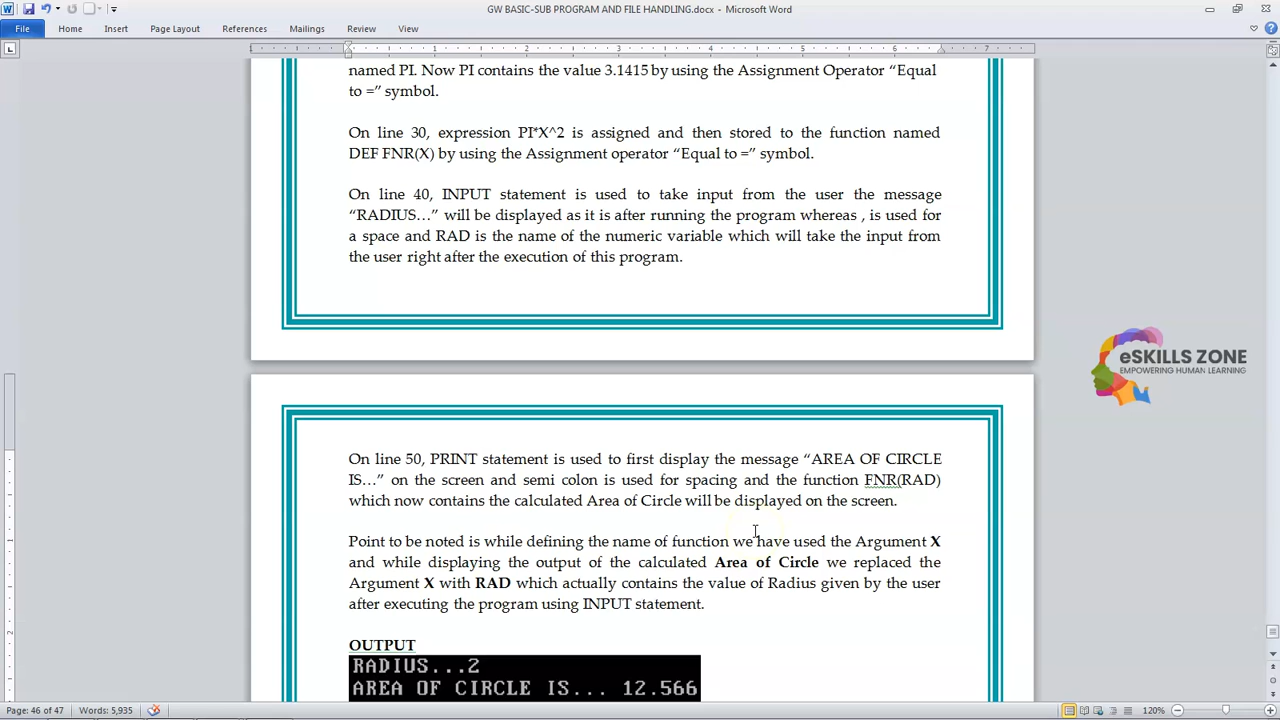 GW BASIC-SUB PROGRAM AND FILE HANDLING.docx - Microsoft Word
File Home Insert Page Layout References Mailings Review View
1 2 3 4 5 6 7
named PI. Now PI contains the value 3.1415 by using the Assignment Operator “Equal
to =” symbol.
On line 30, expression PI*X^2 is assigned and then stored to the function named
DEF FNR(X) by using the Assignment operator “Equal to =” symbol.
On line 40, INPUT statement is used to take input from the user the message
“RADIUS…” will be displayed as it is after running the program whereas , is used for
a space and RAD is the name of the numeric variable which will take the input from
the user right after the execution of this program.
eSKILLS ZONE
EMPOWERING HUMAN LEARNING
On line 50, PRINT statement is used to first display the message “AREA OF CIRCLE
IS…” on the screen and semi colon is used for spacing and the function FNR(RAD)
which now contains the calculated Area of Circle will be displayed on the screen.
Point to be noted is while defining the name of function we have used the Argument X
and while displaying the output of the calculated Area of Circle we replaced the
Argument X with RAD which actually contains the value of Radius given by the user
after executing the program using INPUT statement.
OUTPUT
RADIUS...2
AREA OF CIRCLE IS... 12.566
Page: 46 of 47 Words: 5,935 120%